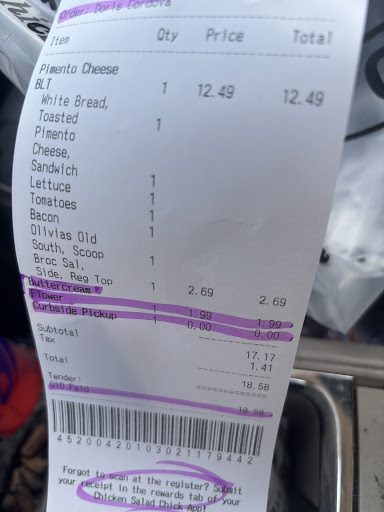 Order: Doris Cordova
Item Qty Price Total
Pimento Cheese
BLT 1 12.49 12.49
White Bread,
Toasted 1
Pimento
Cheese,
Sandwich
Lettuce 1
Tomatoes 1
Bacon 1
Olivias Old 1
South, Scoop
Broc Sal, 1
Side, Reg Top
Buttercream 1 2.69 2.69
Flower 1 1.99 1.99
Curbside Pickup 1 0.00 0.00
Subtotal 17.17
Tax 1.41
Total 18.58
Tender:
OLO Paid 18.58
4520042010302117944 2
Forgot to scan at the register? Submit
your receipt in the rewards tab of your
Chicken Salad Chick App!